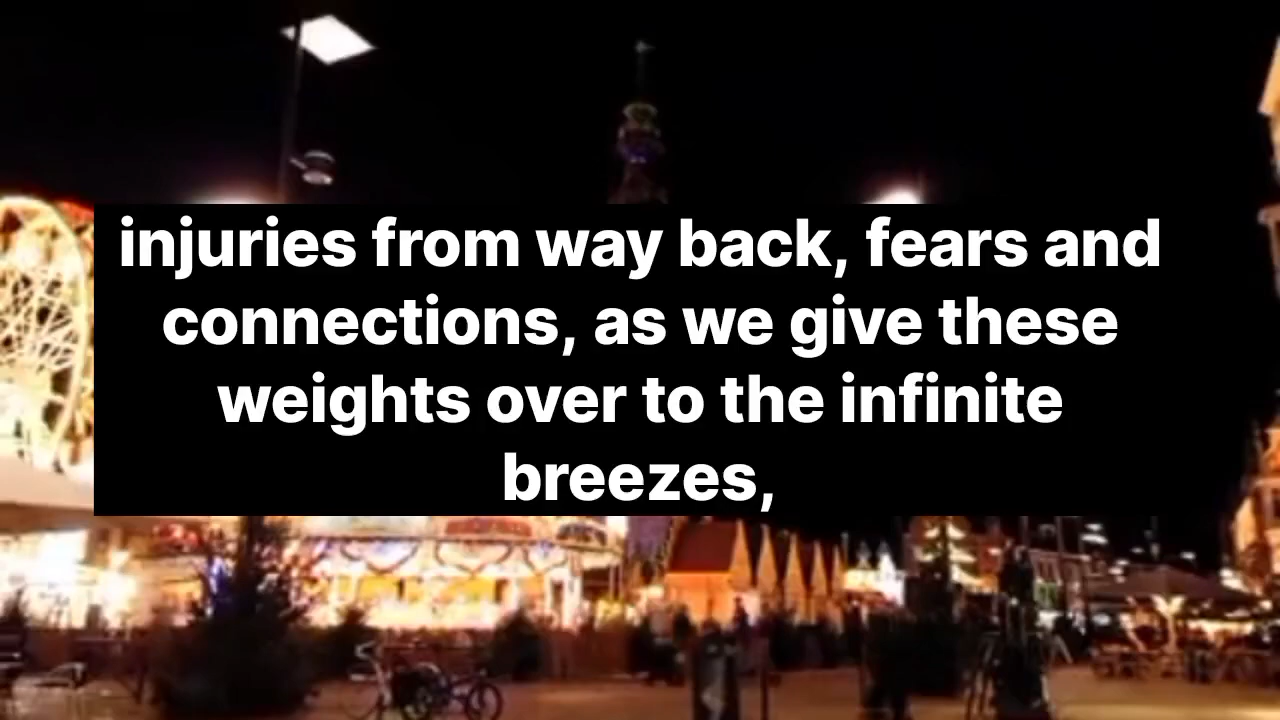 injuries from way back, fears and
connections, as we give these
weights over to the infinite
breezes,